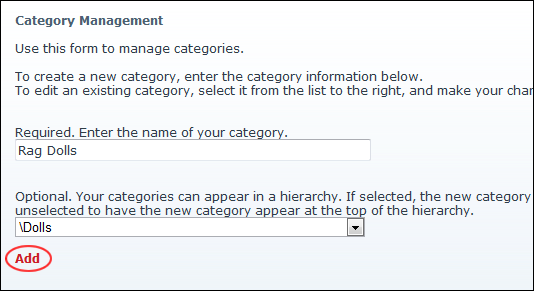 Category Management
Use this form to manage categories.
To create a new category, enter the category information below.
To edit an existing category, select it from the list to the right, and make your
Required. Enter the name of your category.
Rag Dolls
Optional. Your categories can appear in a hierarchy. If selected, the new category
unselected to have the new category appear at the top of the hierarchy.
\Dolls
Add